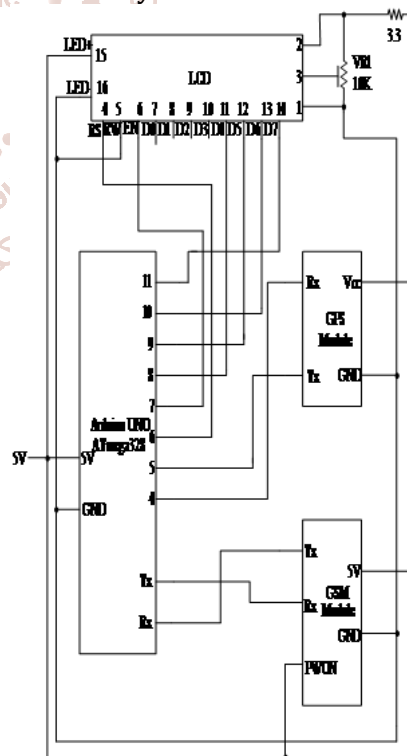 LED+
15
LCD
2
3.3
3
VR1
10K
LED-
16
4 5 6 7 8 9 10 11 12 13 14
1
RS RW EN D0 D1 D2 D3 D4 D5 D6 D7
11
10
9
8
7
Arduino UNO
ATmega328
6
5V
5V
5
4
GND
Tx
Rx
Rx
Vcc
GPS
Module
Tx
GND
Tx
5V
GSM
Rx
Module
GND
PWON